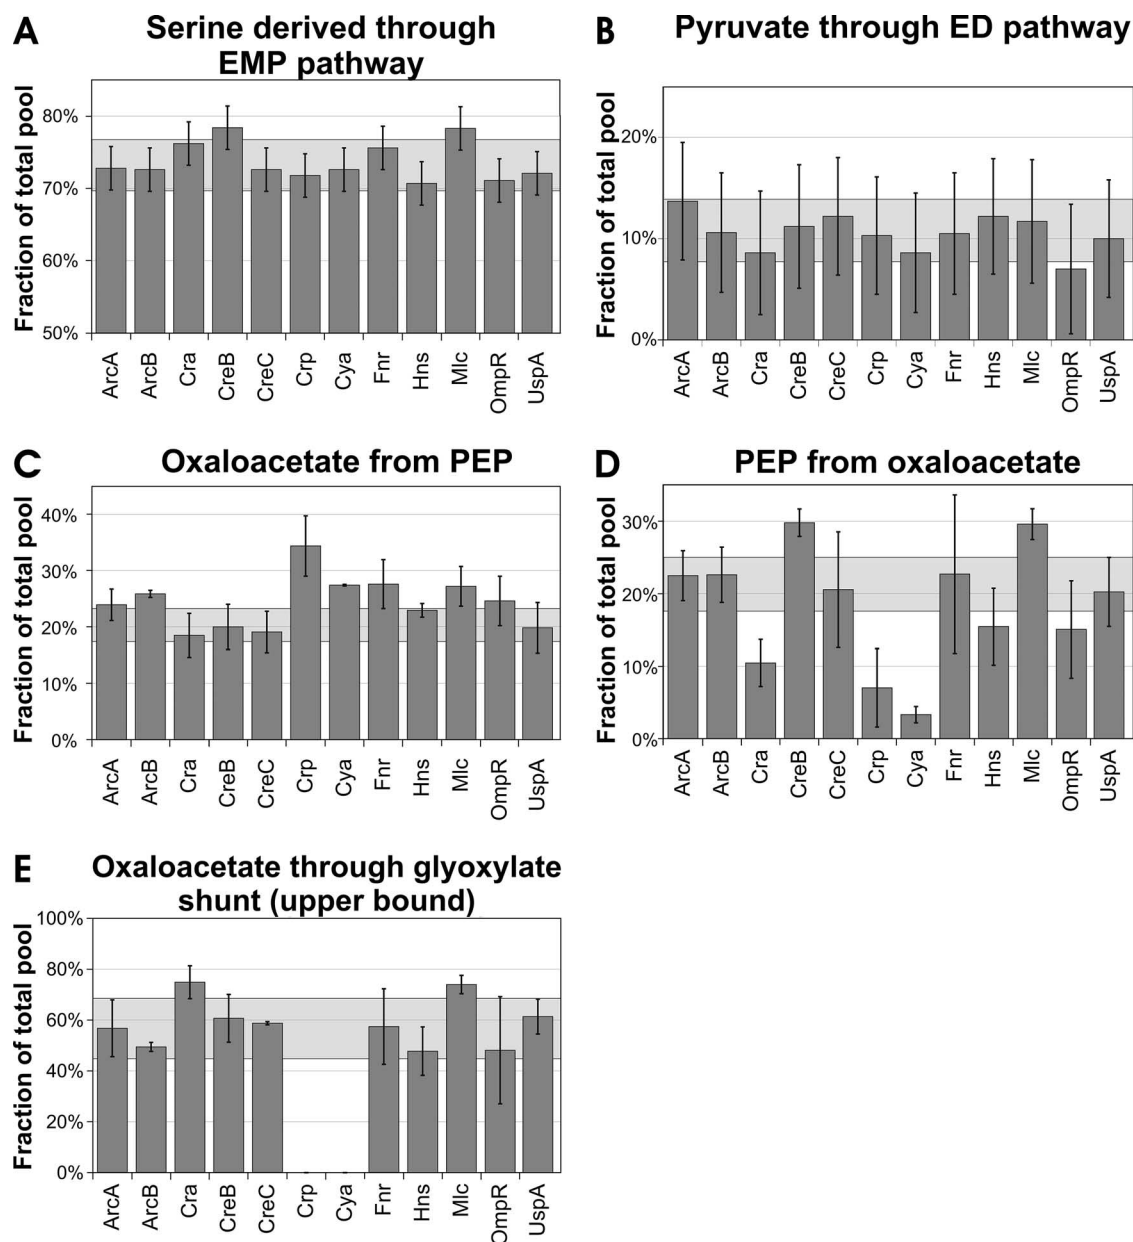 A
Serine derived through
EMP pathway
Fraction of total pool
80%
70%
60%
50%
ArcA
ArcB
Cra
CreB
CreC
Crp
Cya
Fnr
Hns
Mlc
OmpR
UspA
B
Pyruvate through ED pathway
Fraction of total pool
20%
10%
0%
ArcA
ArcB
Cra
CreB
CreC
Crp
Cya
Fnr
Hns
Mlc
OmpR
UspA
C
Oxaloacetate from PEP
Fraction of total pool
40%
30%
20%
10%
0%
ArcA
ArcB
Cra
CreB
CreC
Crp
Cya
Fnr
Hns
Mlc
OmpR
UspA
D
PEP from oxaloacetate
Fraction of total pool
30%
20%
10%
0%
ArcA
ArcB
Cra
CreB
CreC
Crp
Cya
Fnr
Hns
Mlc
OmpR
UspA
E
Oxaloacetate through glyoxylate
shunt (upper bound)
Fraction of total pool
100%
80%
60%
40%
20%
0%
ArcA
ArcB
Cra
CreB
CreC
Crp
Cya
Fnr
Hns
Mlc
OmpR
UspA